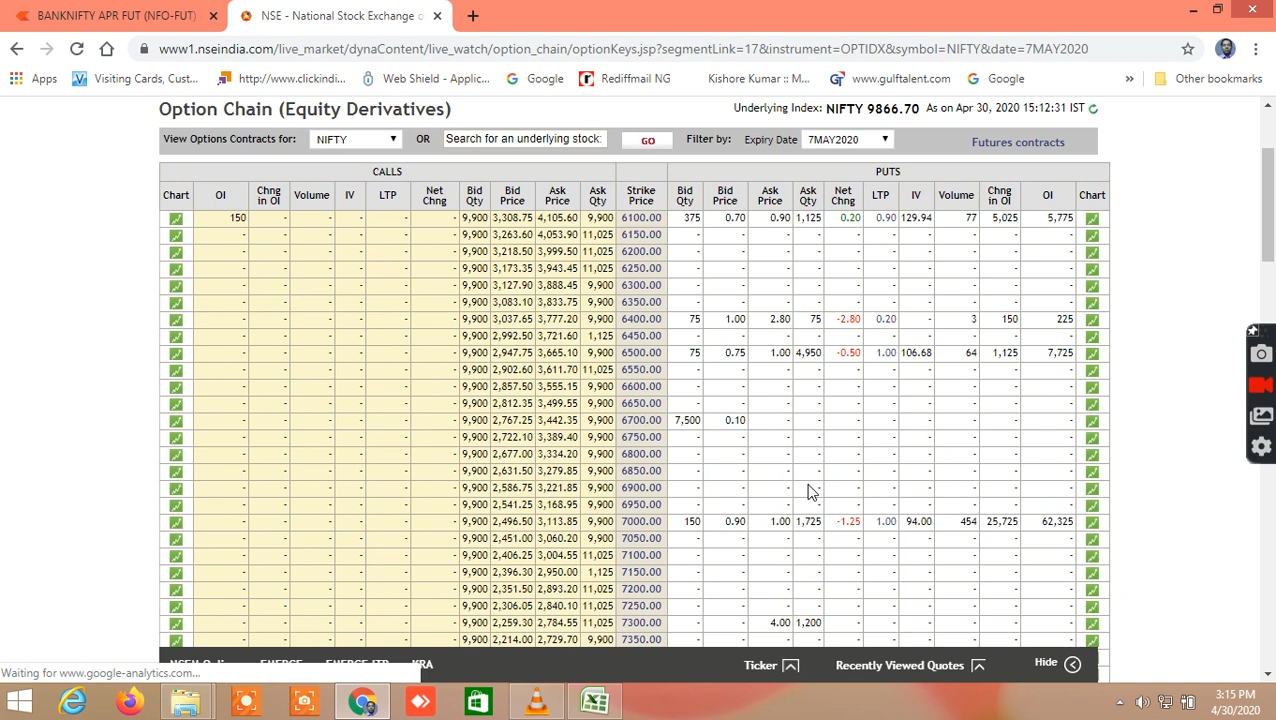 BANKNIFTY APR FUT (NFO-FUT)
NSE - National Stock Exchange o
www1.nseindia.com/live_market/dynaContent/live_watch/option_chain/optionKeys.jsp?segmentLink=17&instrument=OPTIDX&symbol=NIFTY&date=7MAY2020
Apps Visiting Cards, Cust... http://www.clickindi... Web Shield - Applic... Google Rediffmail NG Kishore Kumar :: M... www.gulftalent.com Google » Other bookmarks
Option Chain (Equity Derivatives) Underlying Index: NIFTY 9866.70 As on Apr 30, 2020 15:12:31 IST
View Options Contracts for: NIFTY OR Search for an underlying stock: GO Filter by: Expiry Date 7MAY2020 Futures contracts
CALLS PUTS
Chart OI Chng in OI Volume IV LTP Net Chng Bid Qty Bid Price Ask Price Ask Qty Strike Price Bid Qty Bid Price Ask Price Ask Qty Net Chng LTP IV Volume Chng in OI OI Chart
150 - - - - - 9,900 3,308.75 4,105.60 9,900 6100.00 375 0.70 0.90 1,125 0.20 0.90 129.94 77 5,025 5,775
- - - - - - 9,900 3,263.60 4,053.90 11,025 6150.00 - - - - - - - - - -
- - - - - - 9,900 3,218.50 3,999.50 11,025 6200.00 - - - - - - - - - -
- - - - - - 9,900 3,173.35 3,943.45 11,025 6250.00 - - - - - - - - - -
- - - - - - 9,900 3,127.90 3,888.45 11,025 6300.00 - - - - - - - - - -
- - - - - - 9,900 3,083.10 3,833.75 9,900 6350.00 - - - - - - - - - -
- - - - - - 9,900 3,037.65 3,777.20 9,900 6400.00 75 1.00 2.80 75 -2.80 0.20 - 3 150 225
- - - - - - 9,900 2,992.50 3,721.60 1,125 6450.00 - - - - - - - - - -
- - - - - - 9,900 2,947.75 3,665.10 9,900 6500.00 75 0.75 1.00 4,950 -0.50 1.00 106.68 64 1,125 7,725
- - - - - - 9,900 2,902.60 3,611.70 11,025 6550.00 - - - - - - - - - -
- - - - - - 9,900 2,857.50 3,555.15 9,900 6600.00 - - - - - - - - - -
- - - - - - 9,900 2,812.35 3,499.55 9,900 6650.00 - - - - - - - - - -
- - - - - - 9,900 2,767.25 3,442.35 9,900 6700.00 7,500 0.10 - - - - - - - -
- - - - - - 9,900 2,722.10 3,389.40 9,900 6750.00 - - - - - - - - - -
- - - - - - 9,900 2,677.00 3,334.20 9,900 6800.00 - - - - - - - - - -
- - - - - - 9,900 2,631.50 3,279.85 9,900 6850.00 - - - - - - - - - -
- - - - - - 9,900 2,586.75 3,221.85 9,900 6900.00 - - - - - - - - - -
- - - - - - 9,900 2,541.25 3,168.95 9,900 6950.00 - - - - - - - - - -
- - - - - - 9,900 2,496.50 3,113.85 9,900 7000.00 150 0.90 1.00 1,725 -1.25 1.00 94.00 454 25,725 62,325
- - - - - - 9,900 2,451.00 3,060.20 9,900 7050.00 - - - - - - - - - -
- - - - - - 9,900 2,406.25 3,004.55 11,025 7100.00 - - - - - - - - - -
- - - - - - 9,900 2,396.30 2,950.00 1,125 7150.00 - - - - - - - - - -
- - - - - - 9,900 2,351.50 2,893.20 11,025 7200.00 - - - - - - - - - -
- - - - - - 9,900 2,306.05 2,840.10 11,025 7250.00 - - - - - - - - - -
- - - - - - 9,900 2,259.30 2,784.55 11,025 7300.00 - - 4.00 1,200 - - - - - -
- - - - - - 9,900 2,214.00 2,729.70 9,900 7350.00 - - - - - - - - - -
Ticker Recently Viewed Quotes Hide
Waiting for www.google-analytics.com...
3:15 PM
4/30/2020